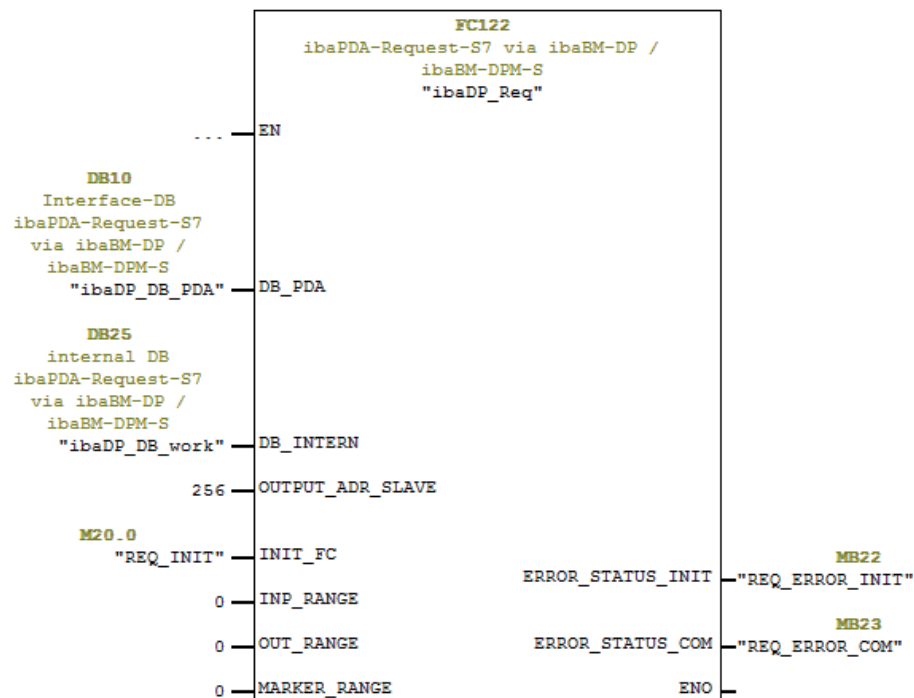 FC122
ibaPDA-Request-S7 via ibaBM-DP /
ibaBM-DPM-S
"ibaDP_Req"
... EN
DB10
Interface-DB
ibaPDA-Request-S7
via ibaBM-DP /
ibaBM-DPM-S
"ibaDP_DB_PDA" DB_PDA
DB25
internal DB
ibaPDA-Request-S7
via ibaBM-DP /
ibaBM-DPM-S
"ibaDP_DB_work" DB_INTERN
256 OUTPUT_ADR_SLAVE
M20.0
"REQ_INIT" INIT_FC
MB22
ERROR_STATUS_INIT "REQ_ERROR_INIT"
0 INP_RANGE
MB23
0 OUT_RANGE ERROR_STATUS_COM "REQ_ERROR_COM"
0 MARKER_RANGE ENO